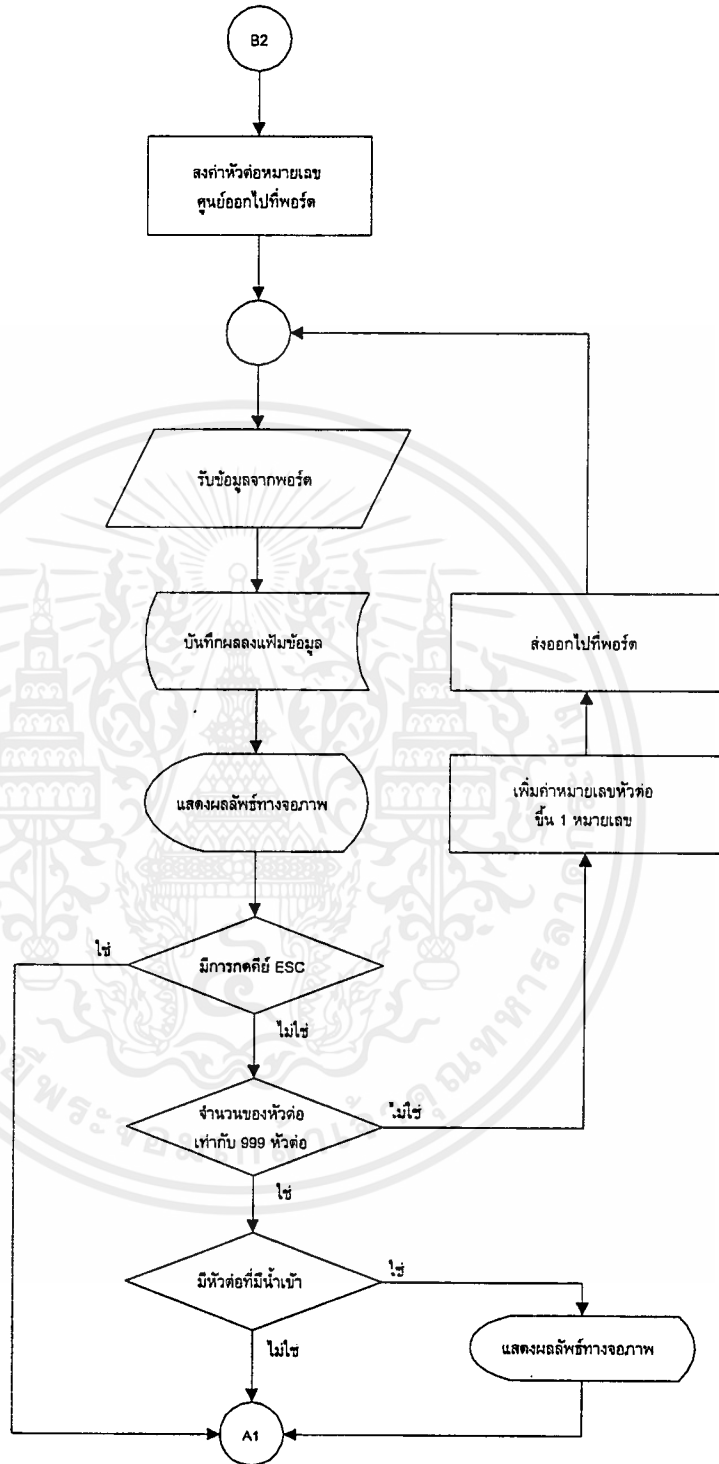 B2
สงค่าหัวต่อหมายเลข
ศูนย์ออกไปที่พอร์ต
รับข้อมูลจากพอร์ต
บันทึกผลลงแฟ้มข้อมูล
ส่งออกไปที่พอร์ต
แสดงผลลัพธ์ทางจอภาพ
เพิ่มค่าหมายเลขหัวต่อ
ขึ้น 1 หมายเลข
ใช่
มีการกดคีย์ ESC
ไม่ใช่
จำนวนของหัวต่อ
เท่ากับ 999 หัวต่อ
ไม่ใช่
ใช่
มีหัวต่อที่มีน้ำเข้า
ใช่
ไม่ใช่
แสดงผลลัพธ์ทางจอภาพ
A1